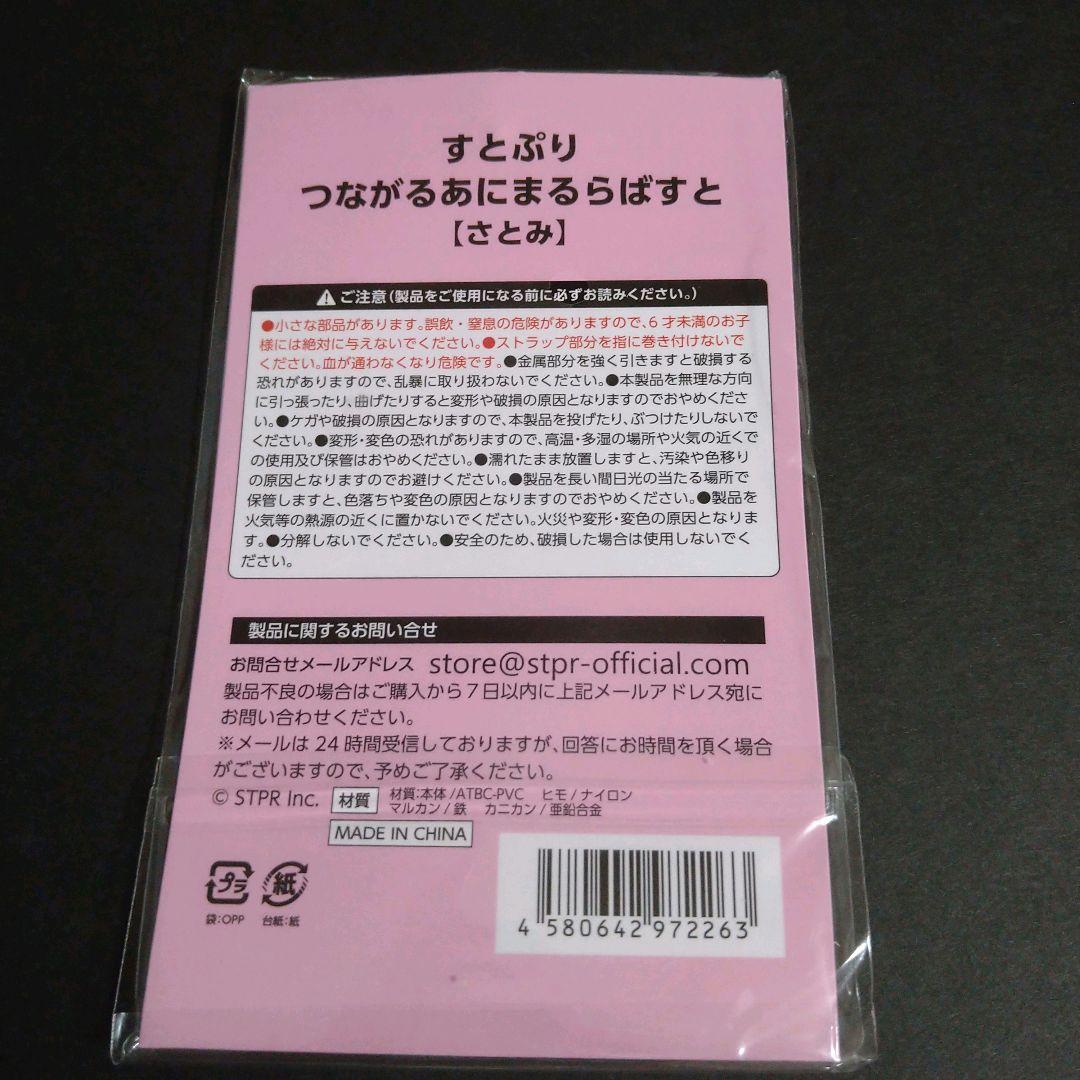 すとぷり
つながるあにまるらばすと
【さとみ】
ご注意（製品をご使用になる前に必ずお読みください。）
●小さな部品があります。誤飲・窒息の危険がありますので、6才未満のお子
様には絶対に与えないでください。●ストラップ部分を指に巻き付けないで
ください。血が通わなくなり危険です。●金属部分を強く引きますと破損する
恐れがありますので、乱暴に取り扱わないでください。●本製品を無理な方向
に引っ張ったり、曲げたりすると変形や破損の原因となりますのでおやめくださ
い。●ケガや破損の原因となりますので、本製品を投げたり、ぶつけたりしないで
ください。●変形・変色の恐れがありますので、高温・多湿の場所や火気の近くで
の使用及び保管はおやめください。●濡れたまま放置しますと、汚染や色移り
の原因となりますのでお避けください。●製品を長い間日光の当たる場所で
保管しますと、色落ちや変色の原因となりますのでおやめください。●製品を
火気等の熱源の近くに置かないでください。火災や変形・変色の原因となりま
す。●分解しないでください。●安全のため、破損した場合は使用しないでく
ださい。
製品に関するお問い合せ
お問合せメールアドレス store@stpr-official.com
製品不良の場合はご購入から7日以内に上記メールアドレス宛に
お問い合わせください。
※メールは24時間受信しておりますが、回答にお時間を頂く場合
がございますので、予めご了承ください。
© STPR Inc. 材質 材質:本体/ATBC-PVC ヒモ/ナイロン
マルカン/鉄 カニカン/亜鉛合金
MADE IN CHINA
プラ 紙
袋:OPP 台紙:紙
4 580642 972263